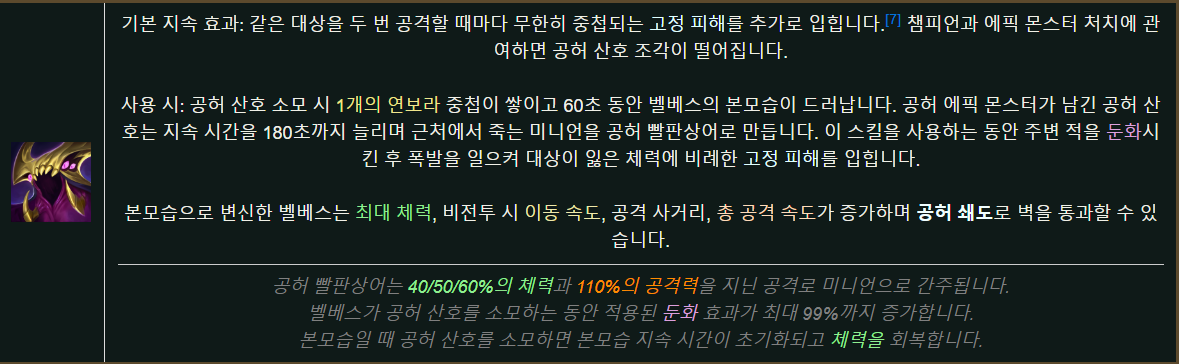 기본 지속 효과: 같은 대상을 두 번 공격할 때마다 무한히 중첩되는 고정 피해를 추가로 입힙니다.[7] 챔피언과 에픽 몬스터 처치에 관
여하면 공허 산호 조각이 떨어집니다.
사용 시: 공허 산호 소모 시 1개의 연보라 중첩이 쌓이고 60초 동안 벨베스의 본모습이 드러납니다. 공허 에픽 몬스터가 남긴 공허 산
호는 지속 시간을 180초까지 늘리며 근처에서 죽는 미니언을 공허 빨판상어로 만듭니다. 이 스킬을 사용하는 동안 주변 적을 둔화시
킨 후 폭발을 일으켜 대상이 잃은 체력에 비례한 고정 피해를 입힙니다.
본모습으로 변신한 벨베스는 최대 체력, 비전투 시 이동 속도, 공격 사거리, 총 공격 속도가 증가하며 공허 쇄도로 벽을 통과할 수 있
습니다.
공허 빨판상어는 40/50/60%의 체력과 110%의 공격력을 지닌 공격로 미니언으로 간주됩니다.
벨베스가 공허 산호를 소모하는 동안 적용된 둔화 효과가 최대 99%까지 증가합니다.
본모습일 때 공허 산호를 소모하면 본모습 지속 시간이 초기화되고 체력을 회복합니다.